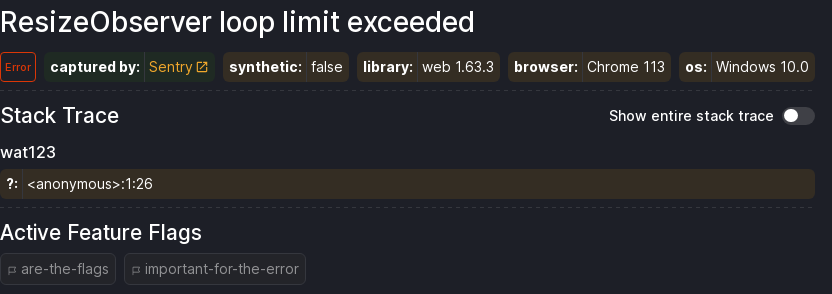 ResizeObserver loop limit exceeded
Error captured by: Sentry synthetic: false library: web 1.63.3 browser: Chrome 113 os: Windows 10.0
Stack Trace Show entire stack trace
wat123
?: <anonymous>:1:26
Active Feature Flags
are-the-flags important-for-the-error